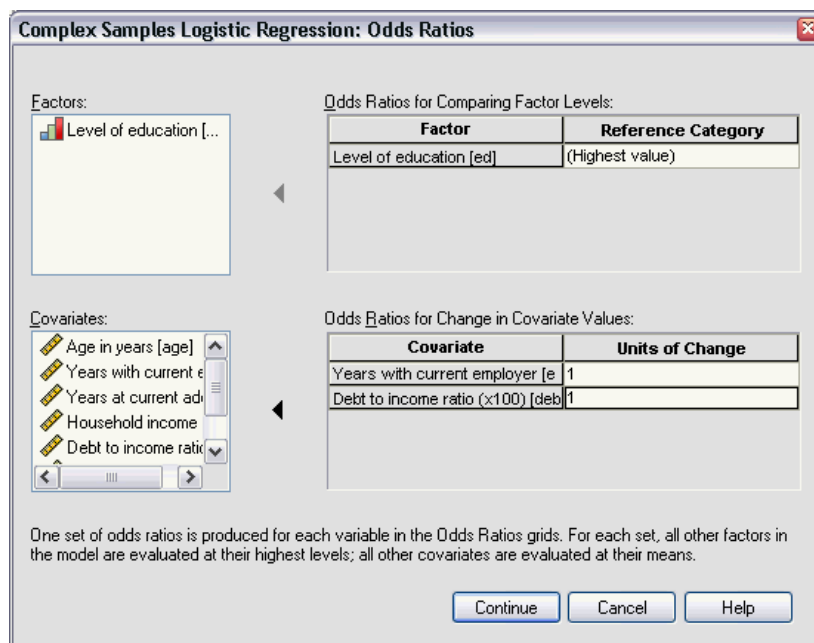 Complex Samples Logistic Regression: Odds Ratios
Factors:
Level of education [...
Odds Ratios for Comparing Factor Levels:
Factor Reference Category
Level of education [ed] (Highest value)
Covariates:
Age in years [age]
Years with current e
Years at current ad
Household income
Debt to income ratio
Odds Ratios for Change in Covariate Values:
Covariate Units of Change
Years with current employer [e 1
Debt to income ratio (x100) [deb 1
One set of odds ratios is produced for each variable in the Odds Ratios grids. For each set, all other factors in
the model are evaluated at their highest levels; all other covariates are evaluated at their means.
Continue Cancel Help